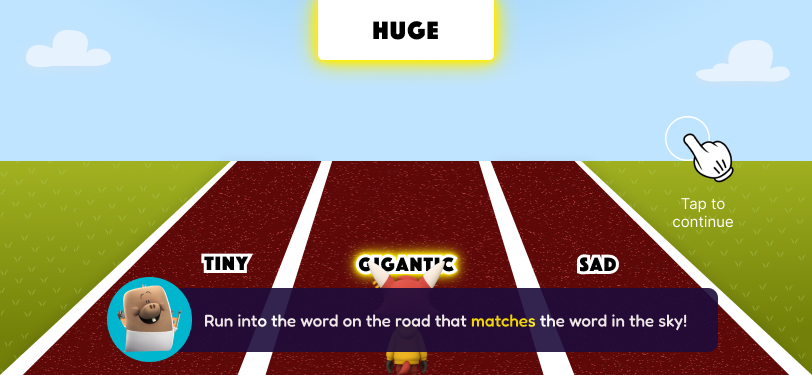 HUGE
Tap to
continue
TINY
GIGANTIC
SAD
Run into the word on the road that matches the word in the sky!